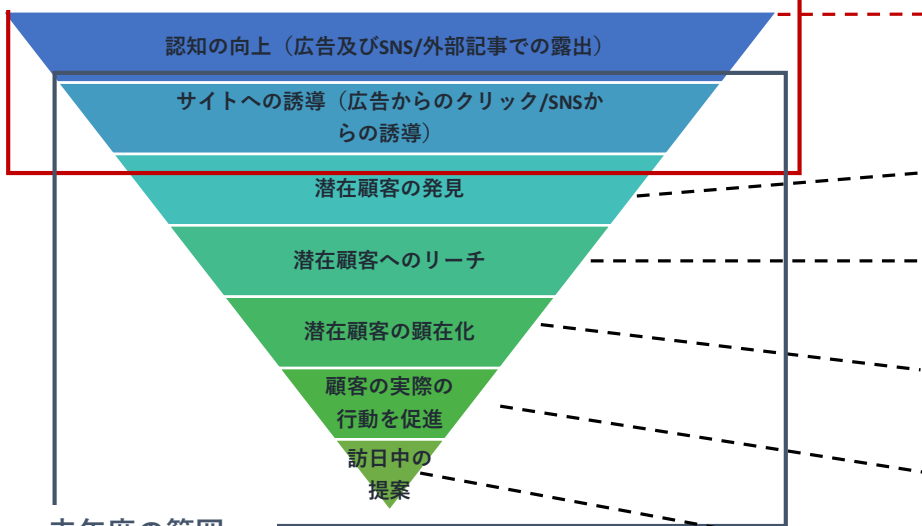 認知の向上（広告及びSNS/外部記事での露出）
サイトへの誘導（広告からのクリック/SNSか
らの誘導）
潜在顧客の発見
潜在顧客へのリーチ
潜在顧客の顕在化
顧客の実際の
行動を促進
訪日中の
提案